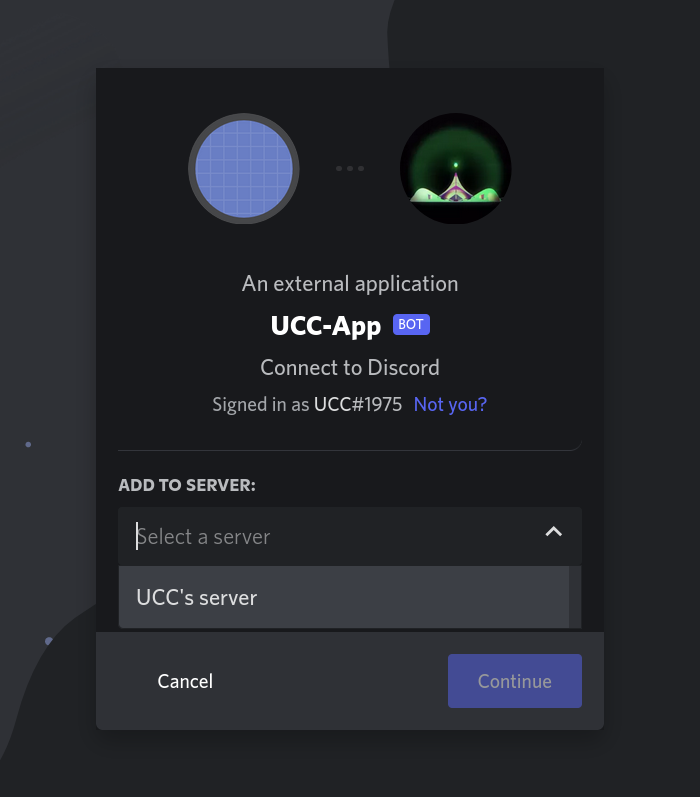 An external application
UCC-App BOT
Connect to Discord
Signed in as UCC#1975 Not you?
ADD TO SERVER:
Select a server
UCC's server
Cancel Continue